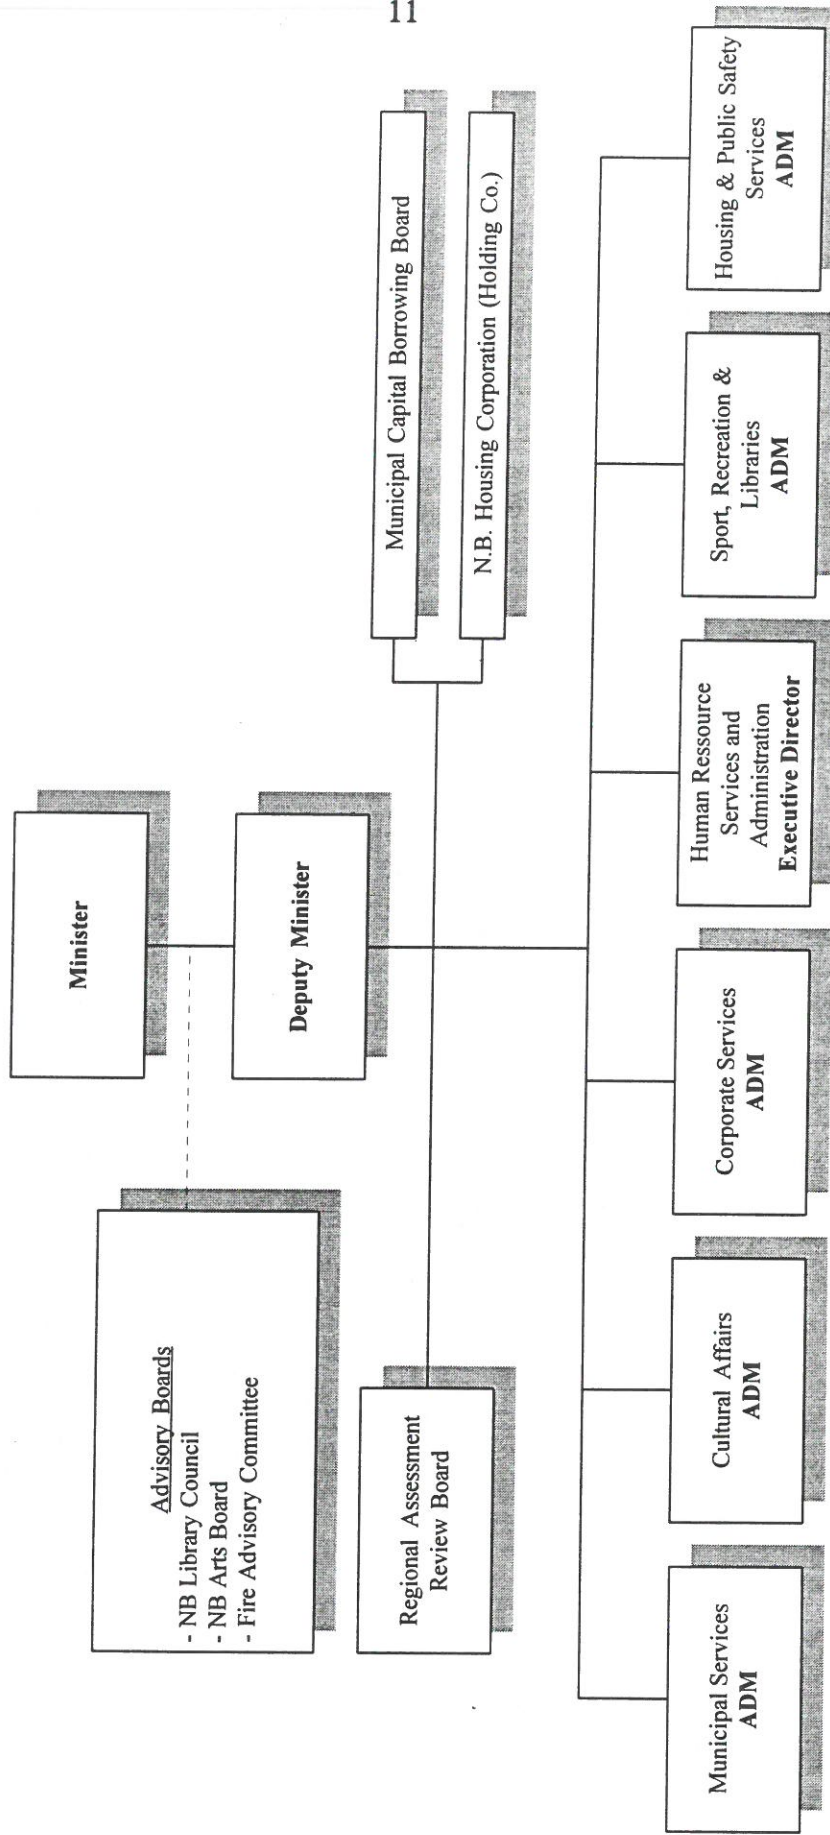 11
Minister
Deputy Minister
Advisory Boards
- NB Library Council
- NB Arts Board
- Fire Advisory Committee
Municipal Capital Borrowing Board
N.B. Housing Corporation (Holding Co.)
Regional Assessment
Review Board
Municipal Services
ADM
Cultural Affairs
ADM
Corporate Services
ADM
Human Ressource
Services and
Administration
Executive Director
Sport, Recreation &
Libraries
ADM
Housing & Public Safety
Services
ADM